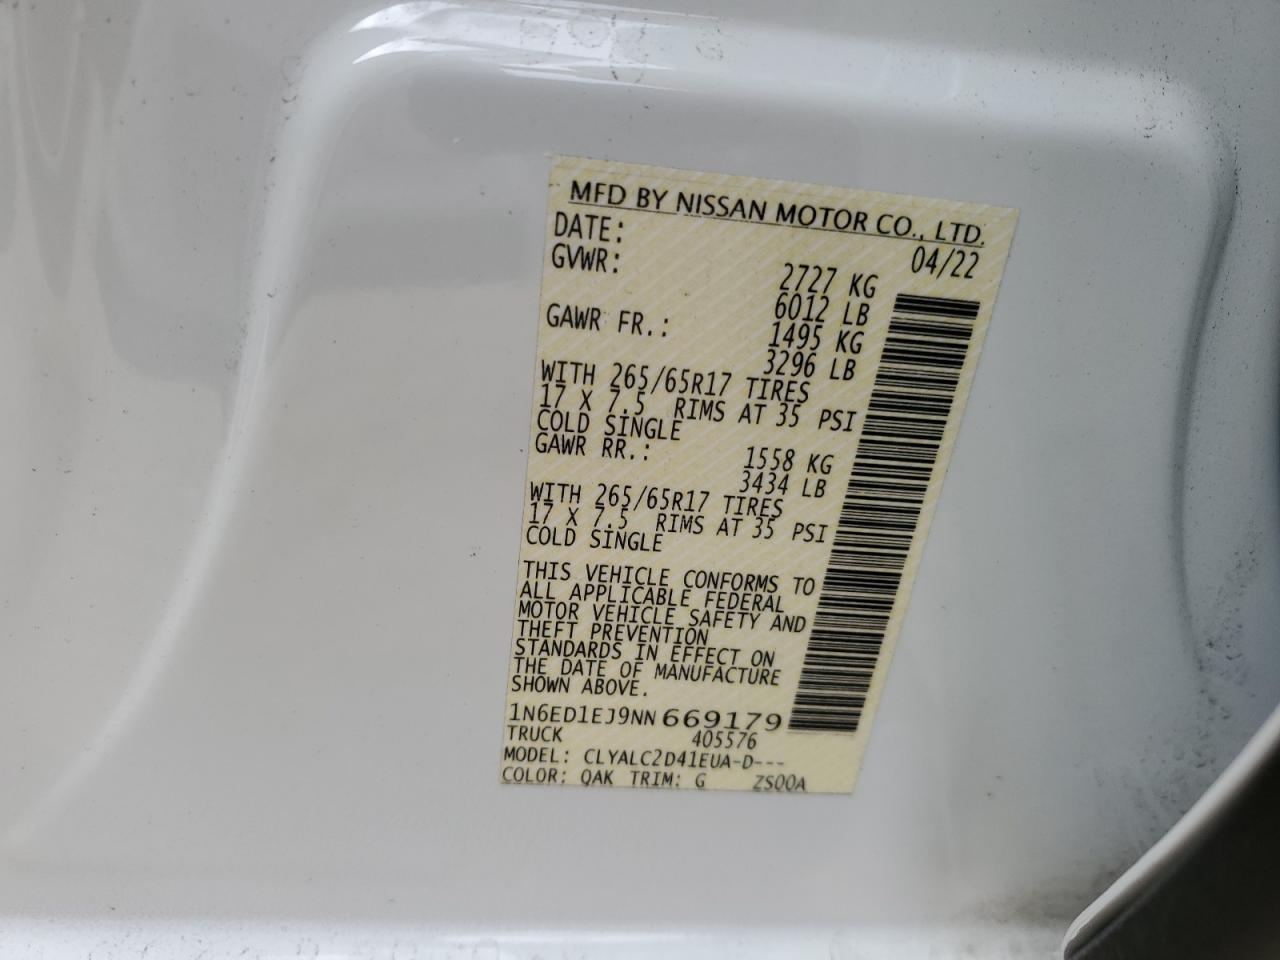 MFD BY NISSAN MOTOR CO., LTD.
DATE: 04/22
GVWR: 2727 KG
6012 LB
GAWR FR.: 1495 KG
3296 LB
WITH 265/65R17 TIRES
17 X 7.5 RIMS AT 35 PSI
COLD SINGLE
GAWR RR.: 1558 KG
3434 LB
WITH 265/65R17 TIRES
17 X 7.5 RIMS AT 35 PSI
COLD SINGLE
THIS VEHICLE CONFORMS TO
ALL APPLICABLE FEDERAL
MOTOR VEHICLE SAFETY AND
THEFT PREVENTION
STANDARDS IN EFFECT ON
THE DATE OF MANUFACTURE
SHOWN ABOVE.
1N6ED1EJ9NN669179
TRUCK 405576
MODEL: CLYALC2D41EUA-D---
COLOR: QAK TRIM: G ZS00A